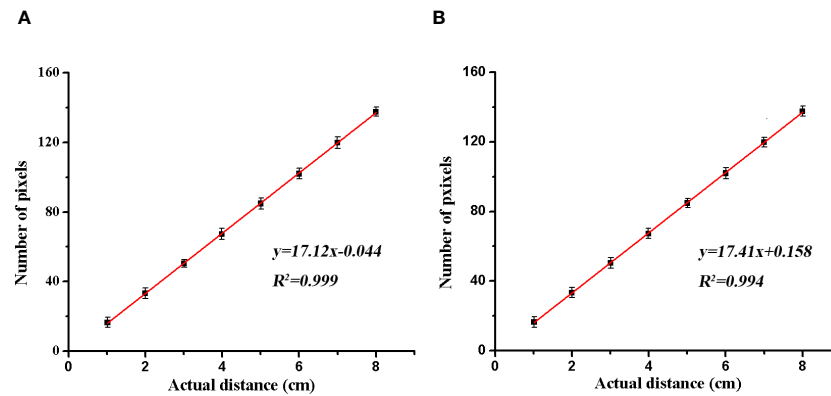 A
B
160
120
80
40
0
Number of pixels
y=17.12x-0.044
R²=0.999
0 2 4 6 8
Actual distance (cm)
160
120
80
40
0
Number of pxixels
y=17.41x+0.158
R²=0.994
0 2 4 6 8
Actual distance (cm)